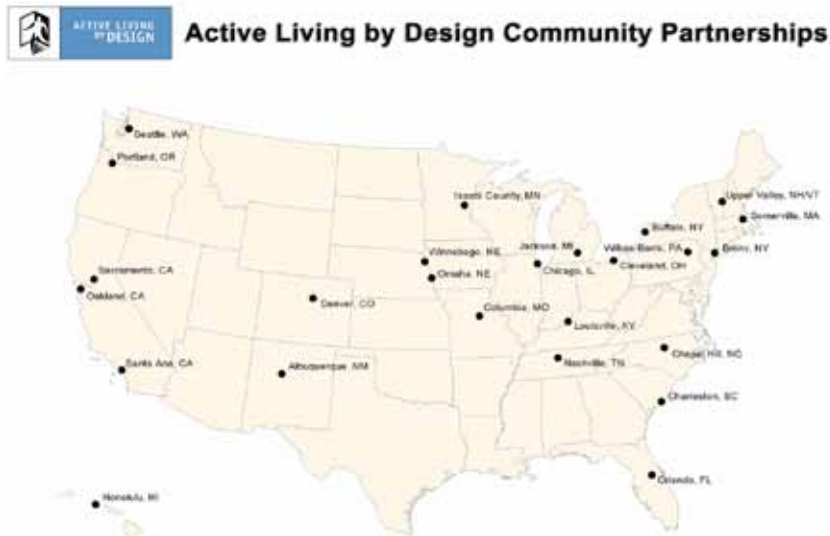 ACTIVE LIVING
BY DESIGN
Active Living by Design Community Partnerships
Seattle, WA
Portland, OR
Isanti County, MN
Upper Valley, NH/VT
Somerville, MA
Buffalo, NY
Winnebago, NE
Jackson, MI
Wilkes-Barre, PA
Bronx, NY
Sacramento, CA
Omaha, NE
Chicago, IL
Cleveland, OH
Oakland, CA
Denver, CO
Columbia, MO
Louisville, KY
Chapel Hill, NC
Santa Ana, CA
Albuquerque, NM
Nashville, TN
Charleston, SC
Orlando, FL
Honolulu, HI